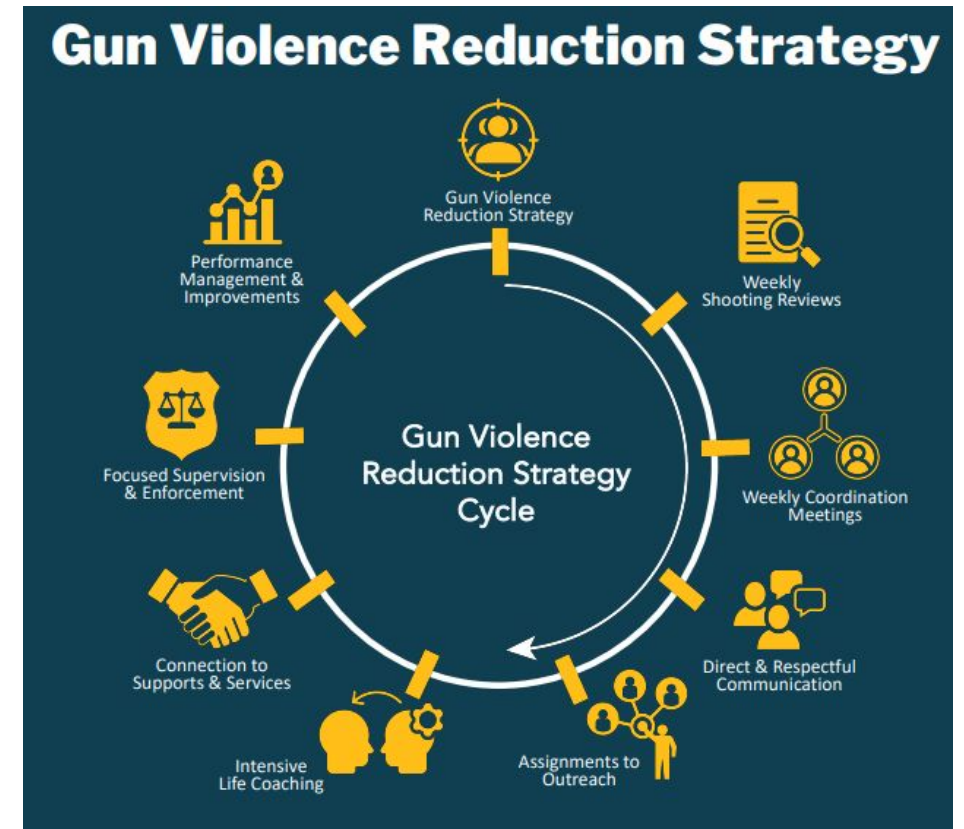 Gun Violence Reduction Strategy
Gun Violence
Reduction Strategy
Weekly
Shooting Reviews
Weekly Coordination
Meetings
Direct & Respectful
Communication
Assignments to
Outreach
Intensive
Life Coaching
Connection to
Supports & Services
Focused Supervision
& Enforcement
Performance
Management &
Improvements
Gun Violence
Reduction Strategy
Cycle